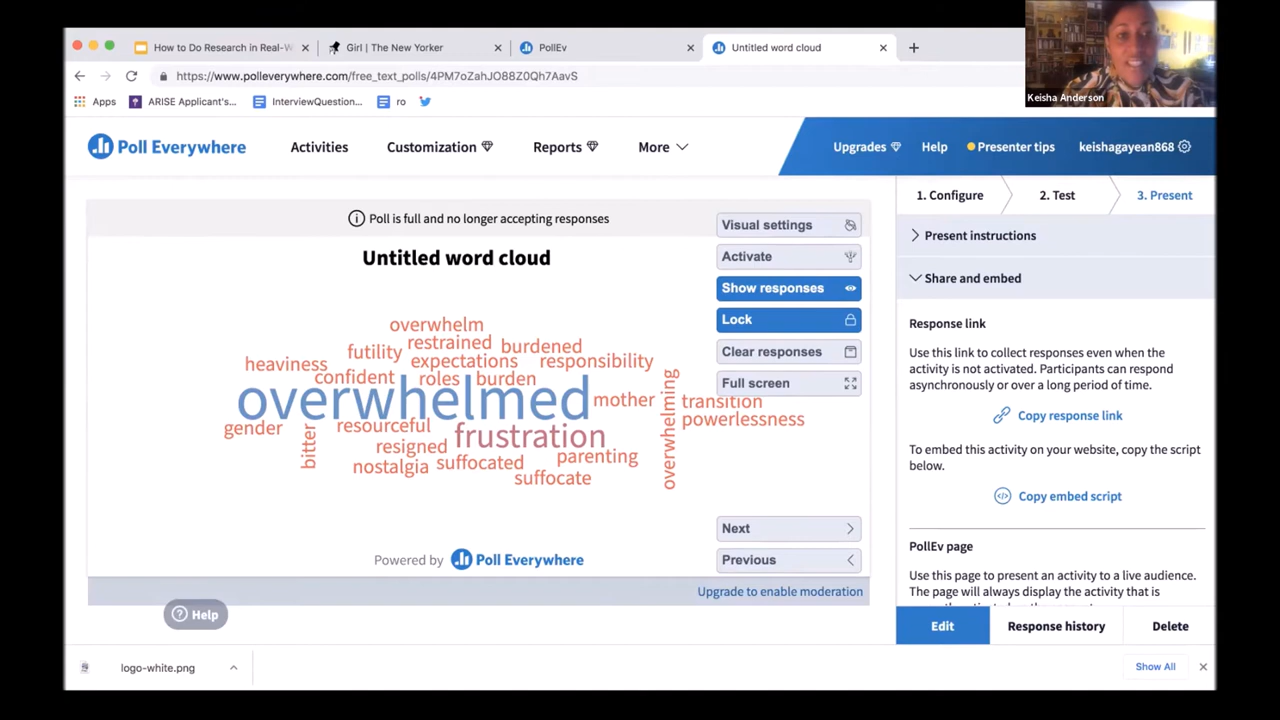 How to Do Research in Real-W
Girl | The New Yorker
PollEv
Untitled word cloud
https://www.polleverywhere.com/free_text_polls/4PM7oZahJO88Z0Qh7AavS
Apps
ARISE Applicant's...
InterviewQuestion...
ro
Keisha Anderson
Poll Everywhere
Activities
Customization
Reports
More
Upgrades
Help
Presenter tips
keishagayean868
Poll is full and no longer accepting responses
Untitled word cloud
overwhelm
restrained
burdened
futility
heaviness
expectations
responsibility
confident
roles
burden
overwhelmed
mother
overwhelming
transition
powerlessness
gender
bitter
resourceful
frustration
resigned
nostalgia
suffocated
parenting
suffocate
Powered by Poll Everywhere
Visual settings
Activate
Show responses
Lock
Clear responses
Full screen
Next
Previous
Upgrade to enable moderation
Help
1. Configure
2. Test
3. Present
Present instructions
Share and embed
Response link
Use this link to collect responses even when the
activity is not activated. Participants can respond
asynchronously or over a long period of time.
Copy response link
To embed this activity on your website, copy the script
below.
Copy embed script
PollEv page
Use this page to present an activity to a live audience.
The page will always display the activity that is
Edit
Response history
Delete
logo-white.png
Show All